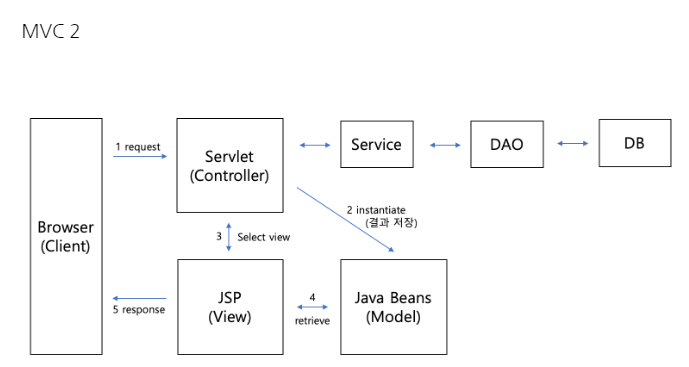 MVC 2
1 request
Servlet
(Controller)
Service
DAO
DB
Browser
(Client)
2 instantiate
(결과 저장)
3 Select view
JSP
(View)
4
retrieve
Java Beans
(Model)
5 response